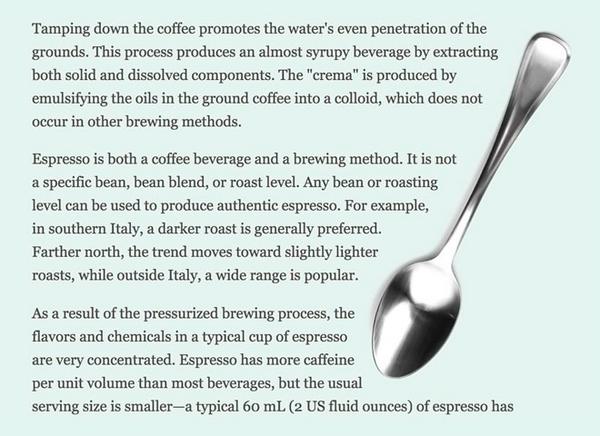 Tamping down the coffee promotes the water's even penetration of the
grounds. This process produces an almost syrupy beverage by extracting
both solid and dissolved components. The "crema" is produced by
emulsifying the oils in the ground coffee into a colloid, which does not
occur in other brewing methods.
Espresso is both a coffee beverage and a brewing method. It is not
a specific bean, bean blend, or roast level. Any bean or roasting
level can be used to produce authentic espresso. For example,
in southern Italy, a darker roast is generally preferred.
Farther north, the trend moves toward slightly lighter
roasts, while outside Italy, a wide range is popular.
As a result of the pressurized brewing process, the
flavors and chemicals in a typical cup of espresso
are very concentrated. Espresso has more caffeine
per unit volume than most beverages, but the usual
serving size is smaller—a typical 60 mL (2 US fluid ounces) of espresso has